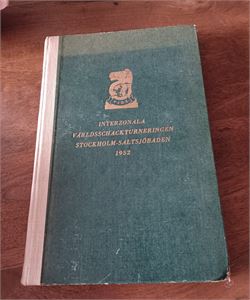 INTERZONALA
VÄRLDSSCHACKTURNERINGEN
STOCKHOLM-SALTSJÖBADEN
1952